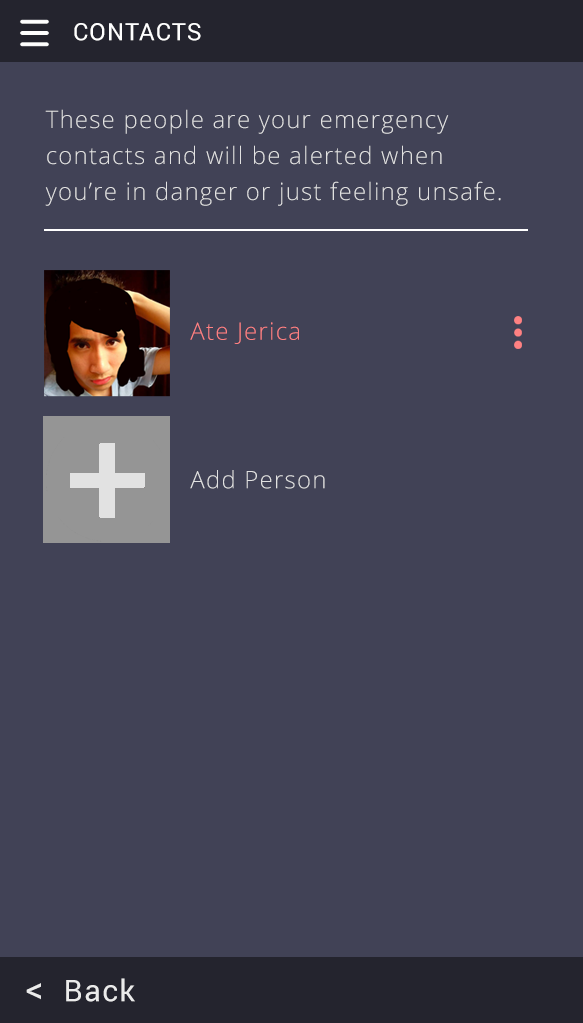 CONTACTS
These people are your emergency
contacts and will be alerted when
you’re in danger or just feeling unsafe.
Ate Jerica
Add Person
< Back